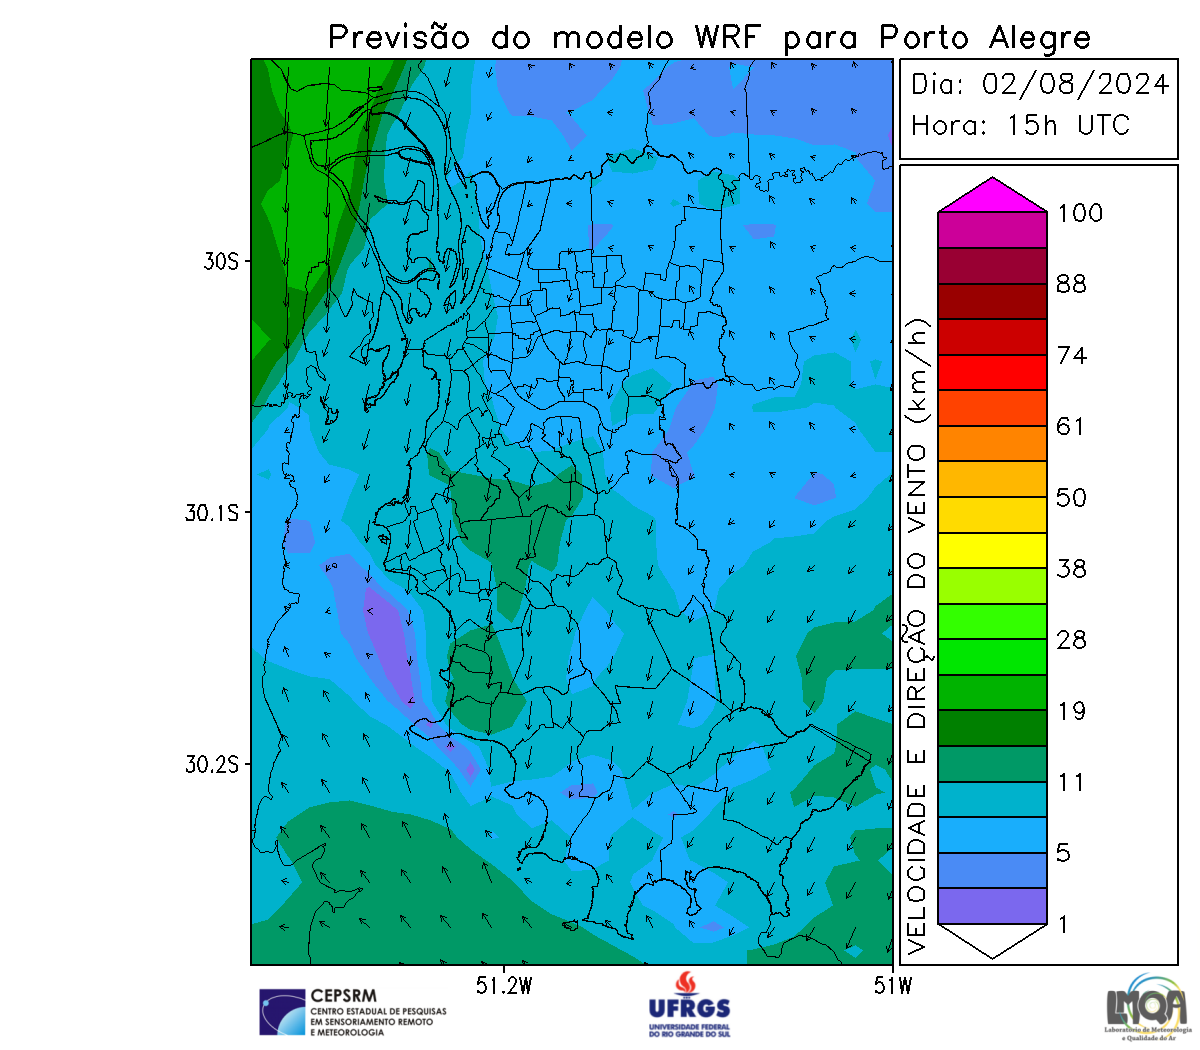 Previsão do modelo WRF para Porto Alegre
Dia: 02/08/2024
Hora: 15h UTC
VELOCIDADE E DIREÇÃO DO VENTO (km/h)
100
88
74
61
50
38
28
19
11
5
1
30S
30.1S
30.2S
51.2W
51W
CEPSRM
CENTRO ESTADUAL DE PESQUISAS
EM SENSORIAMENTO REMOTO
E METEOROLOGIA
UFRGS
UNIVERSIDADE FEDERAL
DO RIO GRANDE DO SUL
LMQA
Laboratório de Meteorologia
e Qualidade do Ar